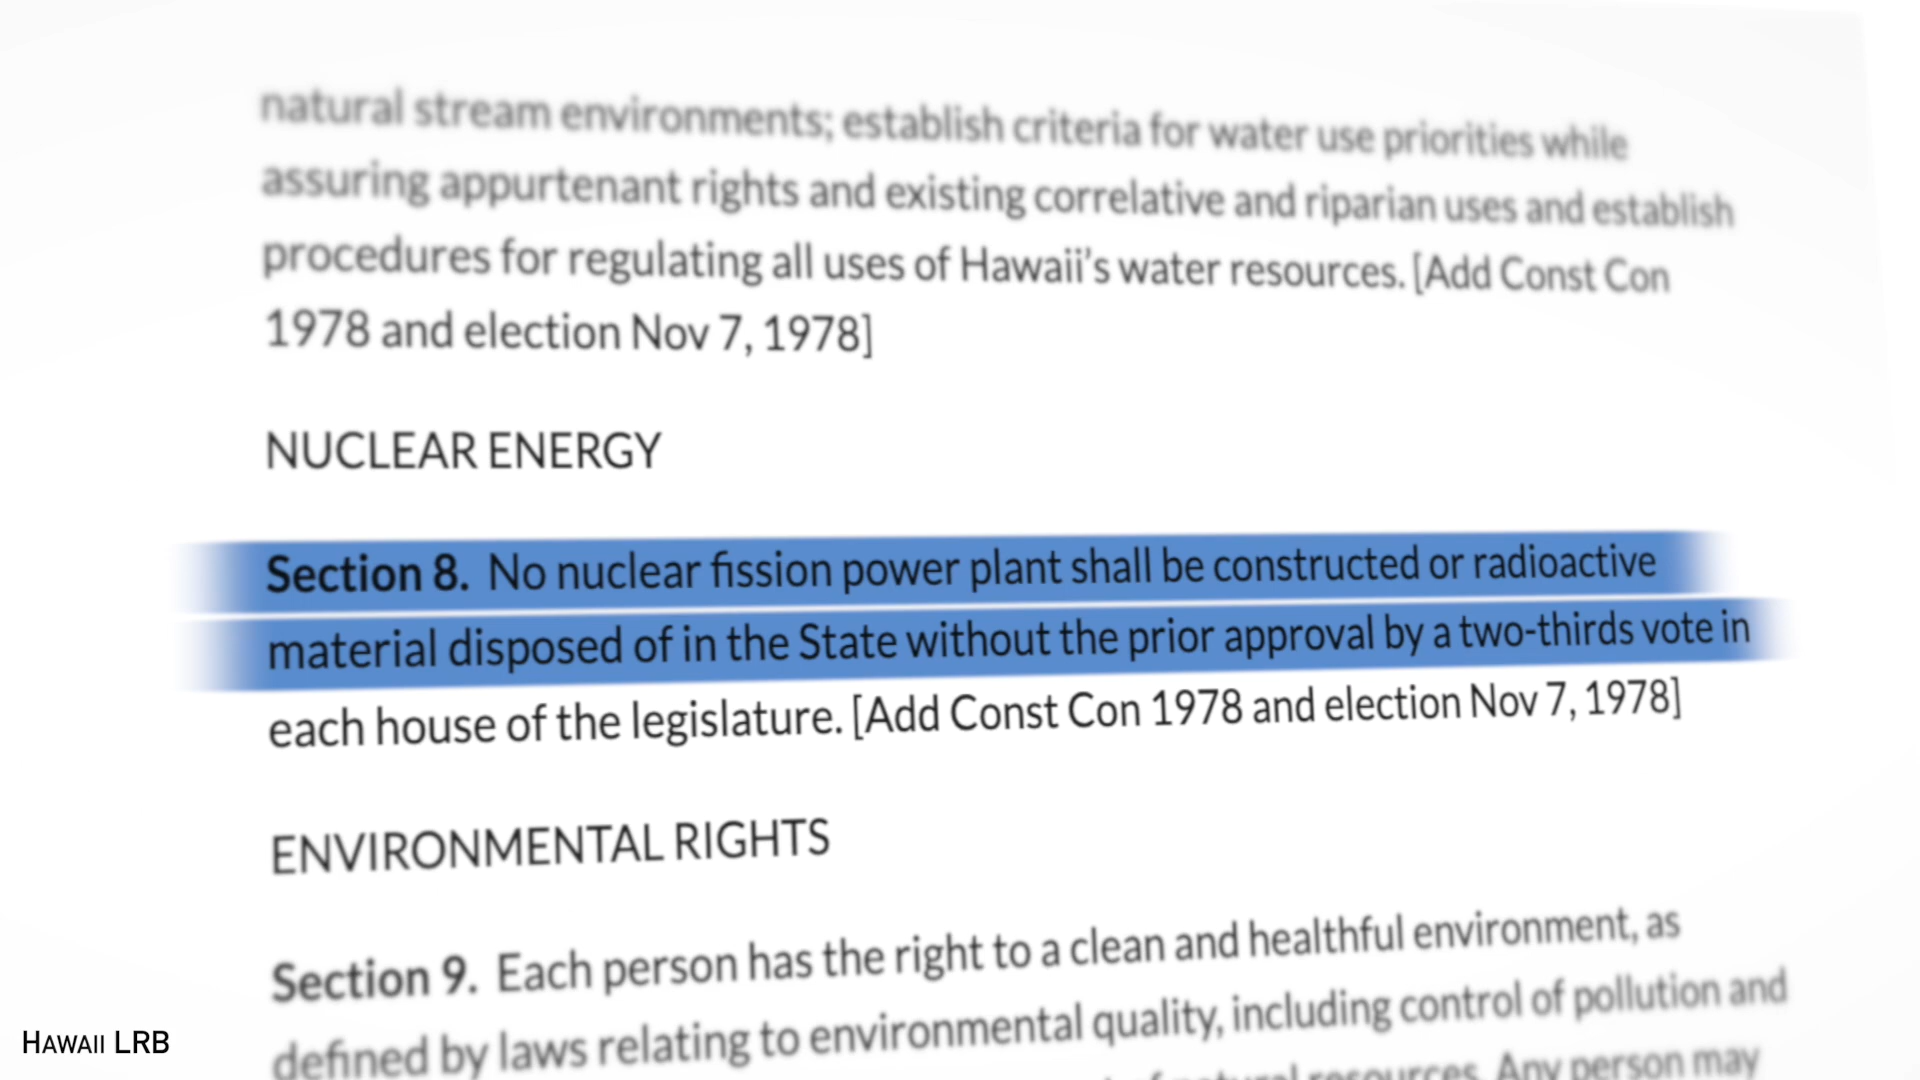 natural stream environments; establish criteria for water use priorities while
assuring appurtenant rights and existing correlative and riparian uses and establish
procedures for regulating all uses of Hawaii’s water resources. [Add Const Con
1978 and election Nov 7, 1978]
NUCLEAR ENERGY
Section 8. No nuclear fission power plant shall be constructed or radioactive
material disposed of in the State without the prior approval by a two-thirds vote in
each house of the legislature. [Add Const Con 1978 and election Nov 7, 1978]
ENVIRONMENTAL RIGHTS
Section 9. Each person has the right to a clean and healthful environment, as
defined by laws relating to environmental quality, including control of pollution and
of natural resources. Any person may
HAWAII LRB